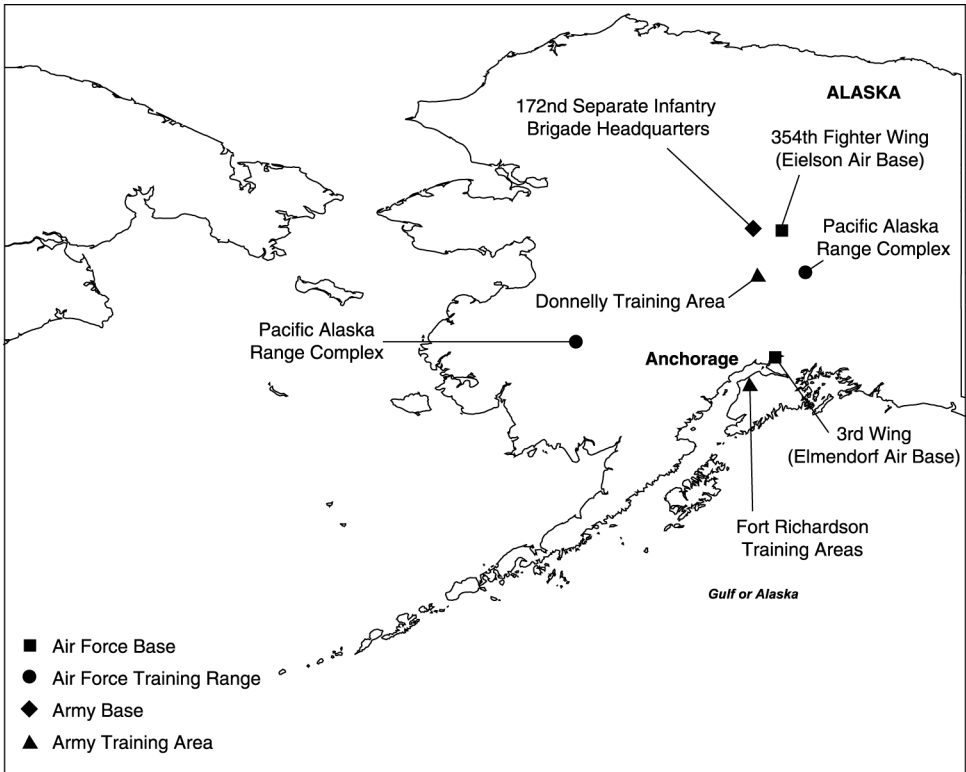 ALASKA
172nd Separate Infantry
Brigade Headquarters
354th Fighter Wing
(Eielson Air Base)
Pacific Alaska
Range Complex
Donnelly Training Area
Pacific Alaska
Range Complex
Anchorage
3rd Wing
(Elmendorf Air Base)
Fort Richardson
Training Areas
Gulf or Alaska
Air Force Base
Air Force Training Range
Army Base
Army Training Area